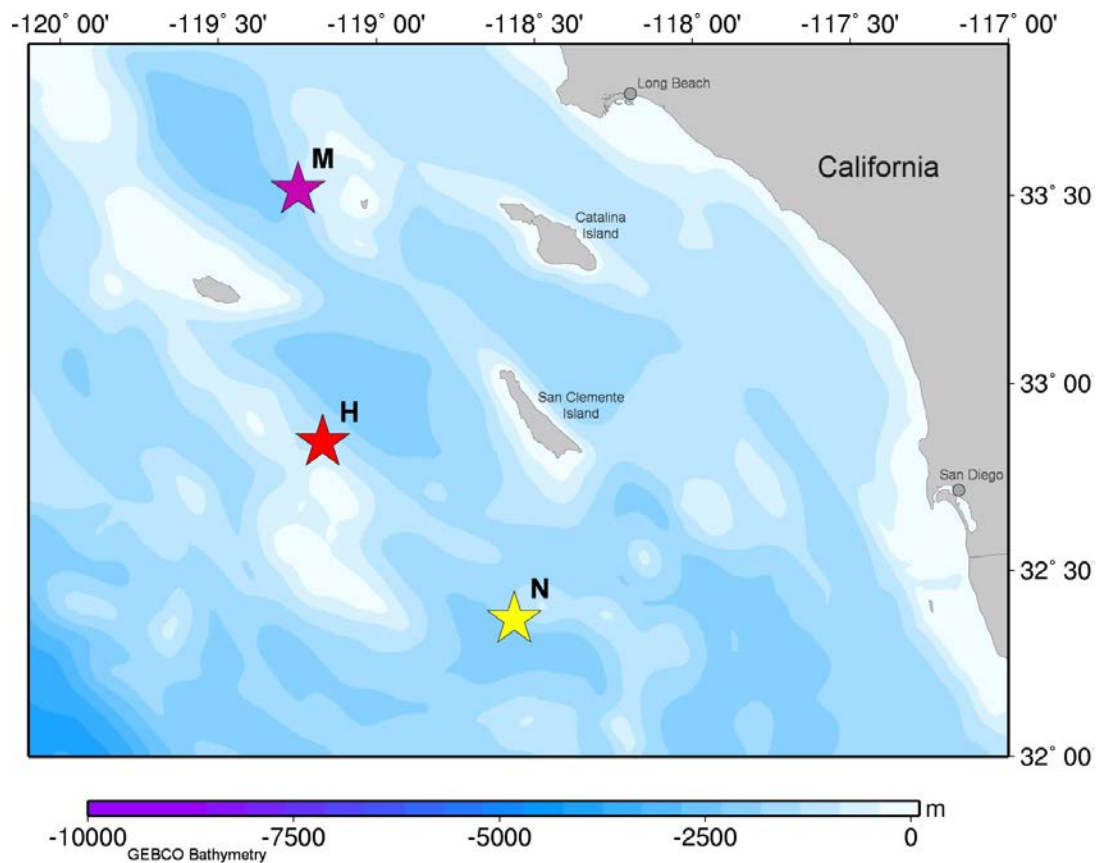 -120° 00' -119° 30' -119° 00' -118° 30' -118° 00' -117° 30' -117° 00'
Long Beach
M
California
33° 30'
Catalina
Island
33° 00'
San Clemente
Island
H
San Diego
32° 30'
N
32° 00'
m
-10000 -7500 -5000 -2500 0
GEBCO Bathymetry